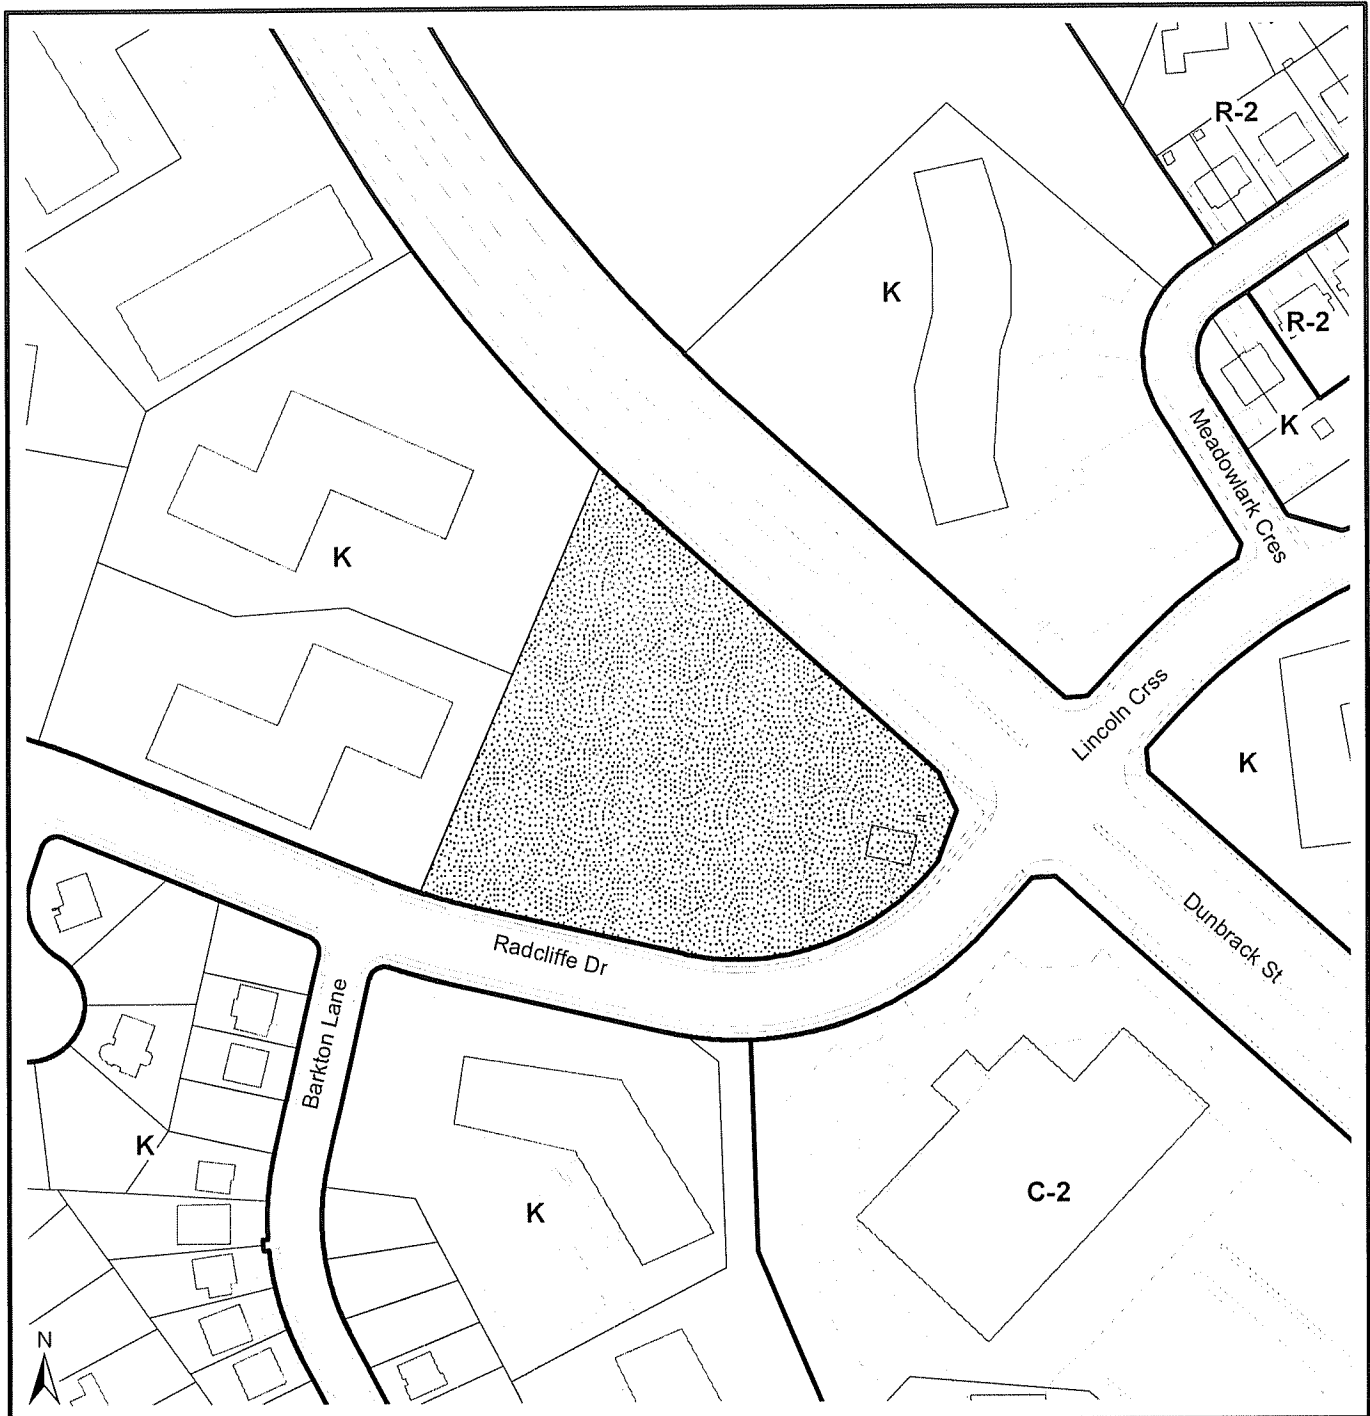 R-2
K
R-2
K
Meadowlark Cres
K
Lincoln Crss
K
Dunbrack St
Radcliffe Dr
Barkton Lane
K
K
C-2
N